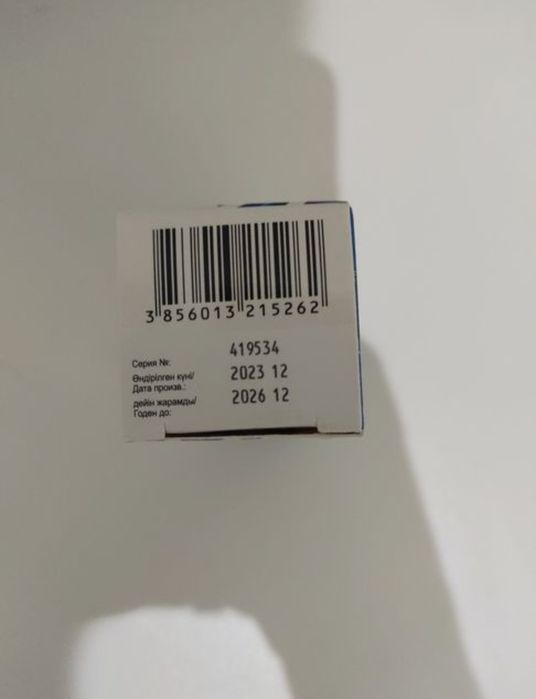 3 856013 215262
Серия №: 419534
Өндірілген күні/ 2023 12
Дата произв.:
дейін жарамды/ 2026 12
Годен до: